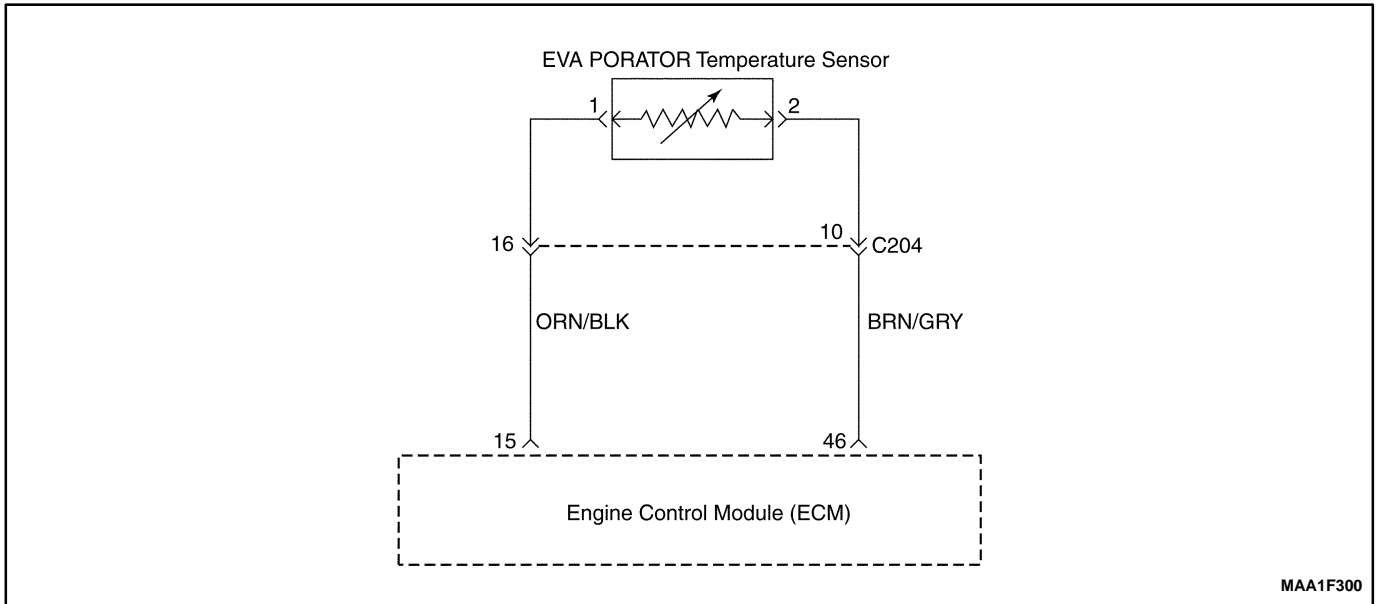 EVA PORATOR Temperature Sensor
1
2
16
10
C204
ORN/BLK
BRN/GRY
15
46
Engine Control Module (ECM)
MAA1F300